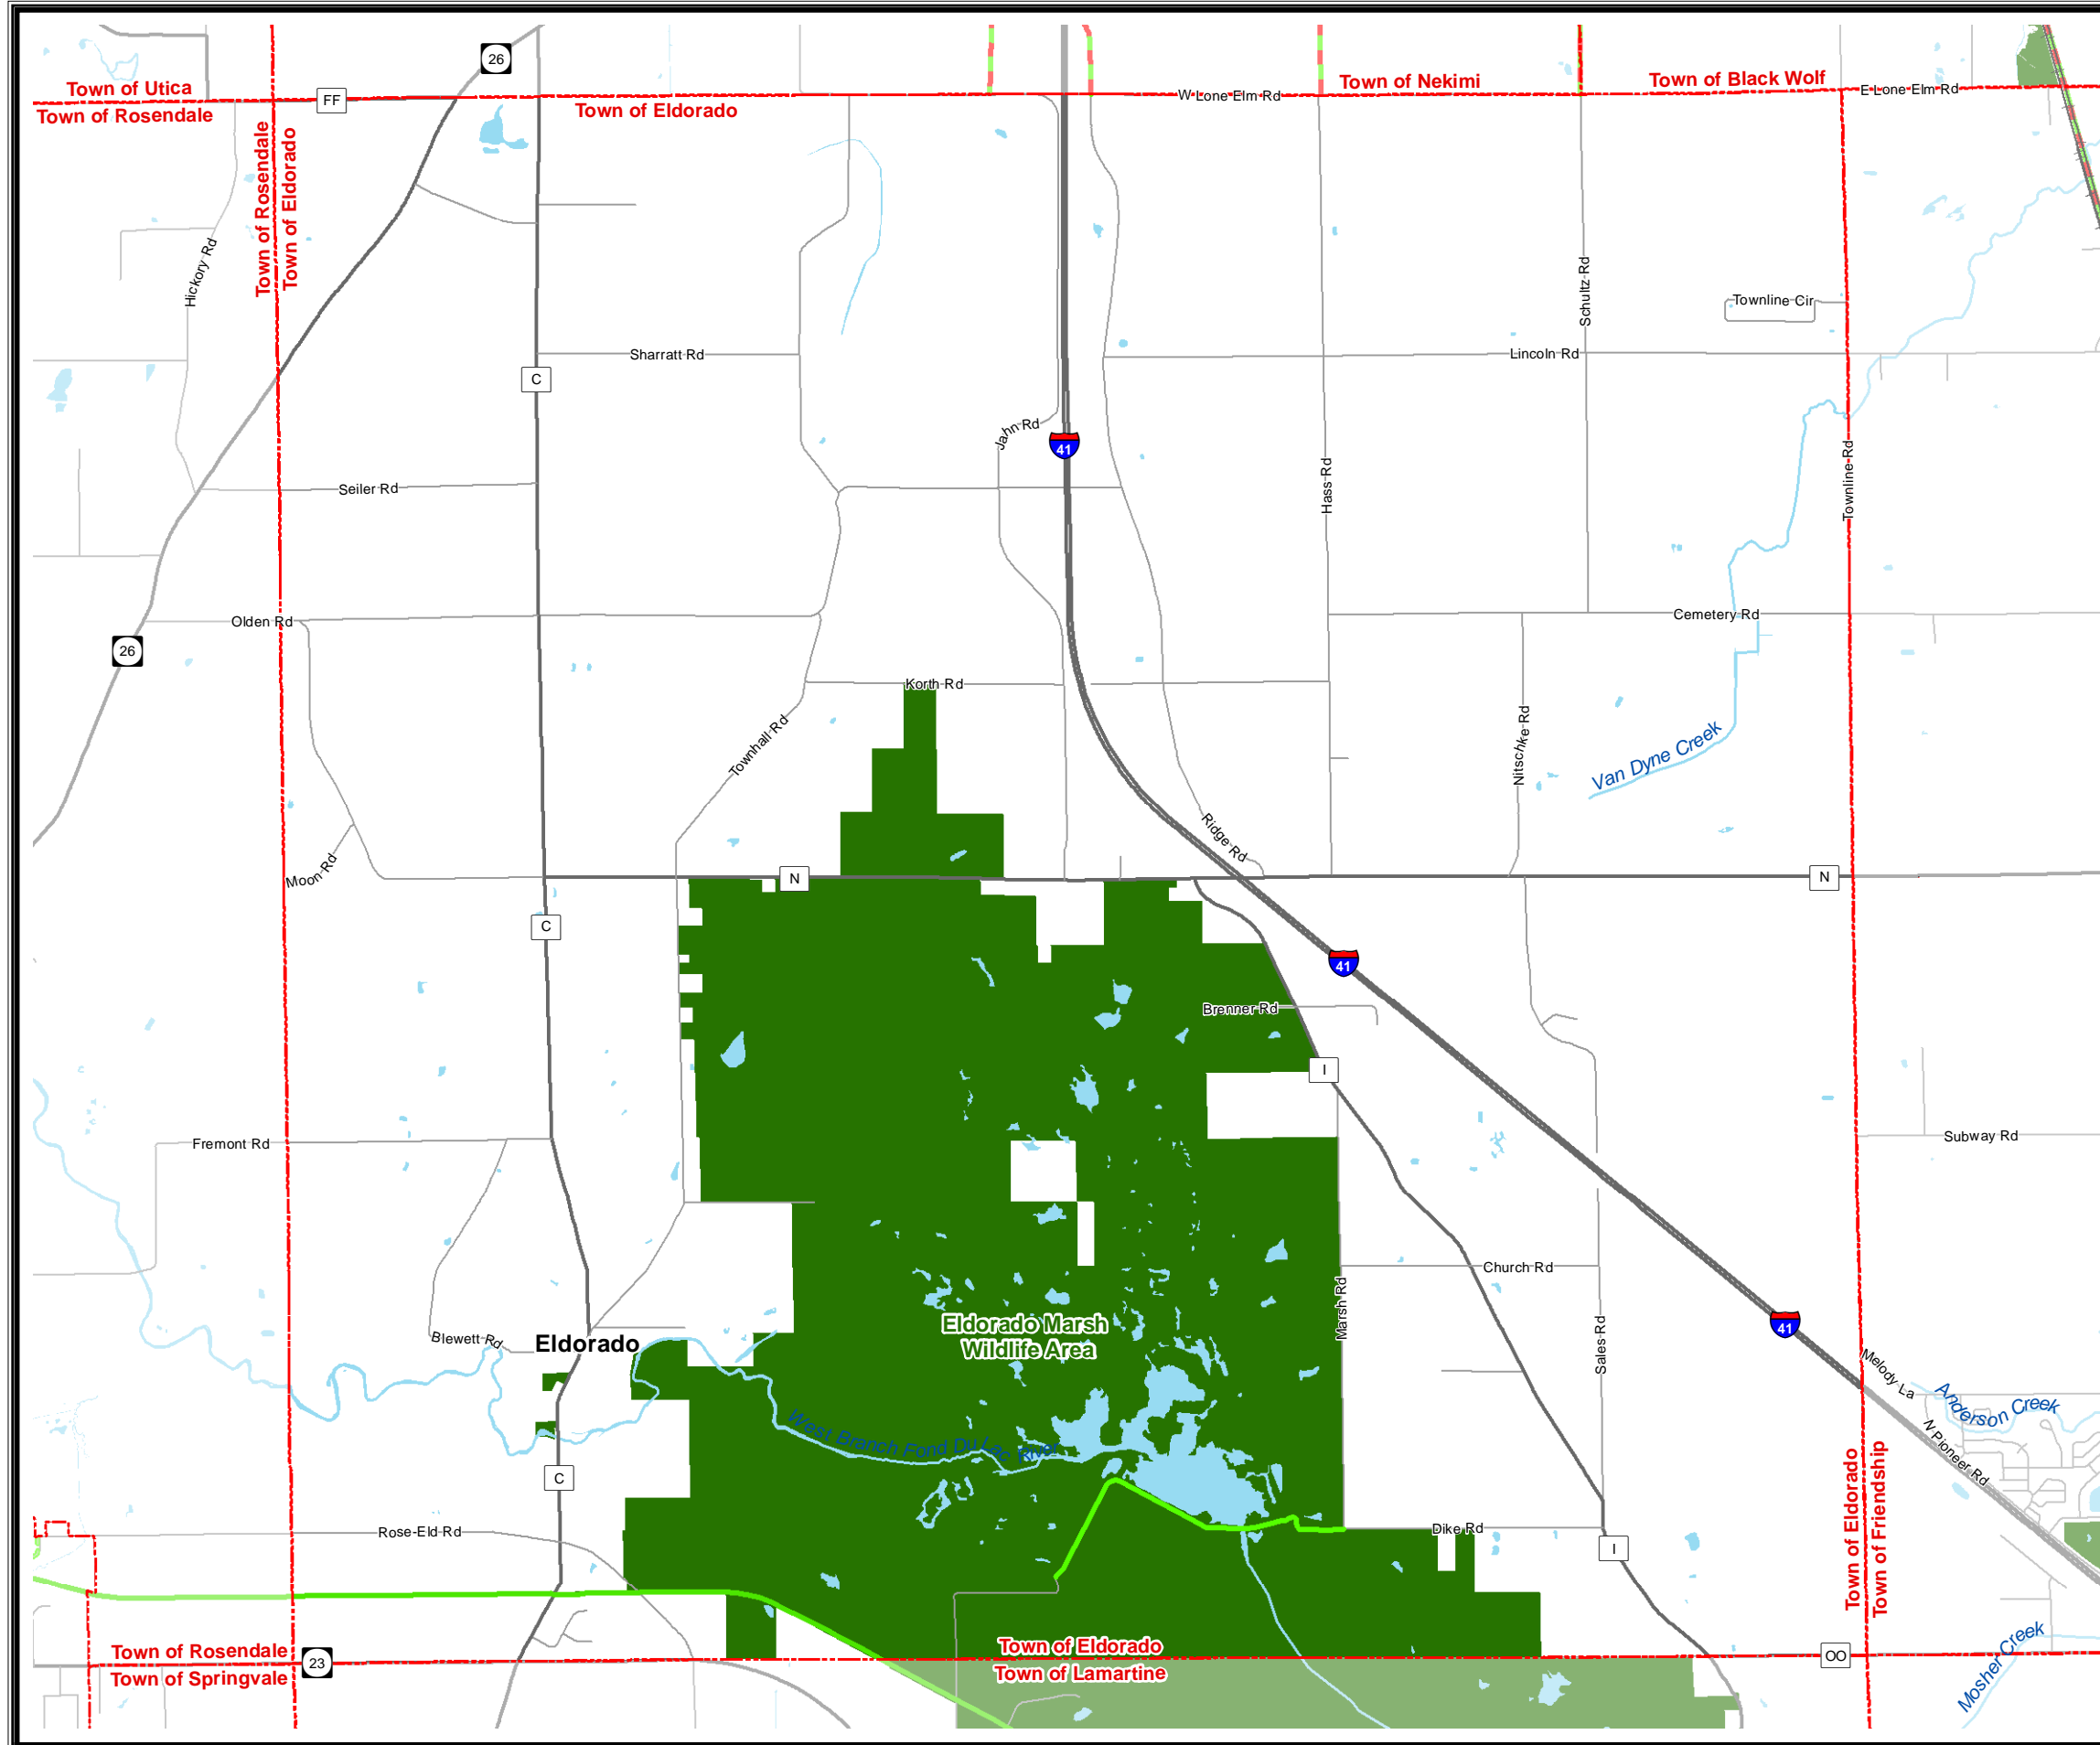 26
Town of Utica
FF
Town of Rosendale
Town of Eldorado
W Lone Elm Rd
Town of Nekimi
Town of Black Wolf
E Lone Elm Rd
Town of Rosendale
Town of Eldorado
Hickory Rd
Schultz Rd
Townline Cir
Sharratt Rd
Lincoln Rd
C
Jahn Rd
41
Hass Rd
Townline Rd
Seiler Rd
Olden Rd
Cemetery Rd
26
Korth Rd
Townhall Rd
Nitschke Rd
Van Dyne Creek
Ridge Rd
Moon Rd
N
N
C
41
Brenner Rd
I
Fremont Rd
Subway Rd
Church Rd
Marsh Rd
Eldorado Marsh
Wildlife Area
41
Blewett Rd
Eldorado
Sales Rd
Melody La
Anderson Creek
West Branch Fond Du Lac River
N Pioneer Rd
C
Rose-Eld Rd
Dike Rd
I
Town of Eldorado
Town of Friendship
Town of Rosendale
23
Town of Springvale
Town of Eldorado
Town of Lamartine
OO
Mosher Creek